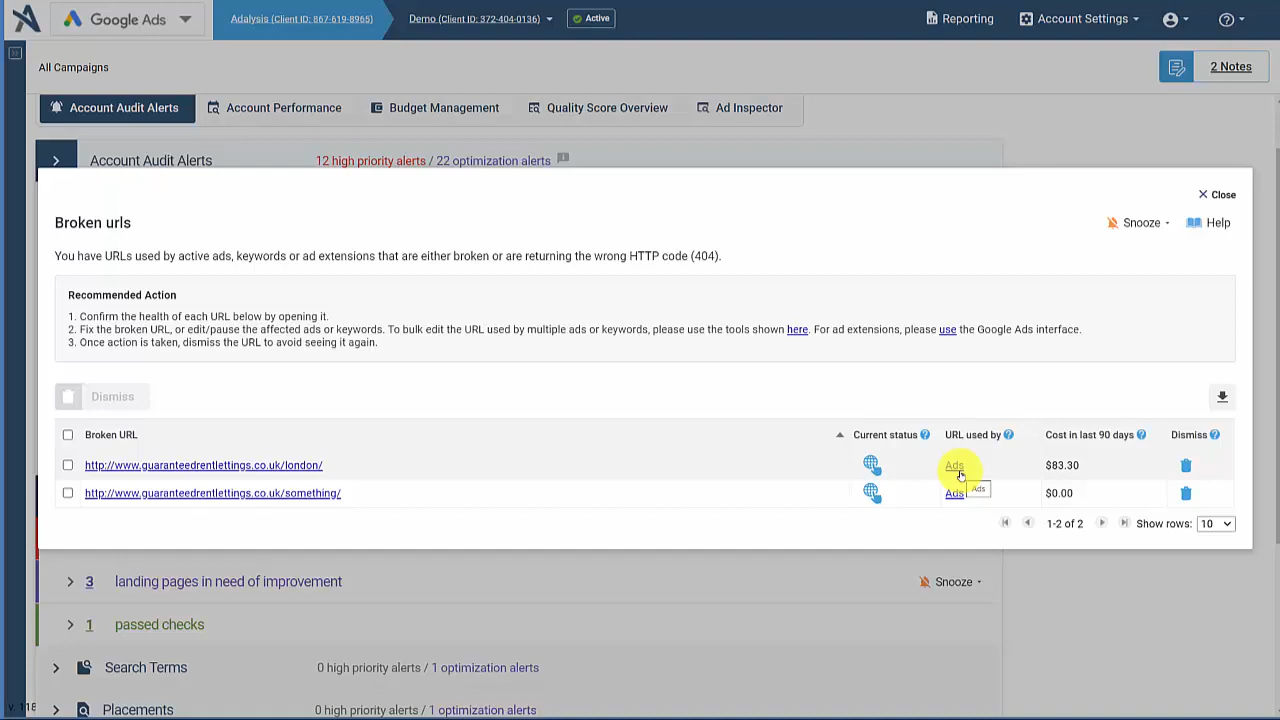 Google Ads
Adalysis (Client ID: 867-619-8965)
Demo (Client ID: 372-404-0136)
Active
Reporting
Account Settings
All Campaigns
2 Notes
Account Audit Alerts
Account Performance
Budget Management
Quality Score Overview
Ad Inspector
Account Audit Alerts 12 high priority alerts / 22 optimization alerts
Close
Broken urls
Snooze
Help
You have URLs used by active ads, keywords or ad extensions that are either broken or are returning the wrong HTTP code (404).
Recommended Action
1. Confirm the health of each URL below by opening it.
2. Fix the broken URL, or edit/pause the affected ads or keywords. To bulk edit the URL used by multiple ads or keywords, please use the tools shown here. For ad extensions, please use the Google Ads interface.
3. Once action is taken, dismiss the URL to avoid seeing it again.
Dismiss
Broken URL Current status ? URL used by ? Cost in last 90 days ? Dismiss ?
http://www.guaranteedrentlettings.co.uk/london/ Ads $83.30
http://www.guaranteedrentlettings.co.uk/something/ Ads $0.00
Ads
1-2 of 2 Show rows: 10
3 landing pages in need of improvement Snooze
1 passed checks
Search Terms 0 high priority alerts / 1 optimization alerts
Placements 0 high priority alerts / 1 optimization alerts
v. 118